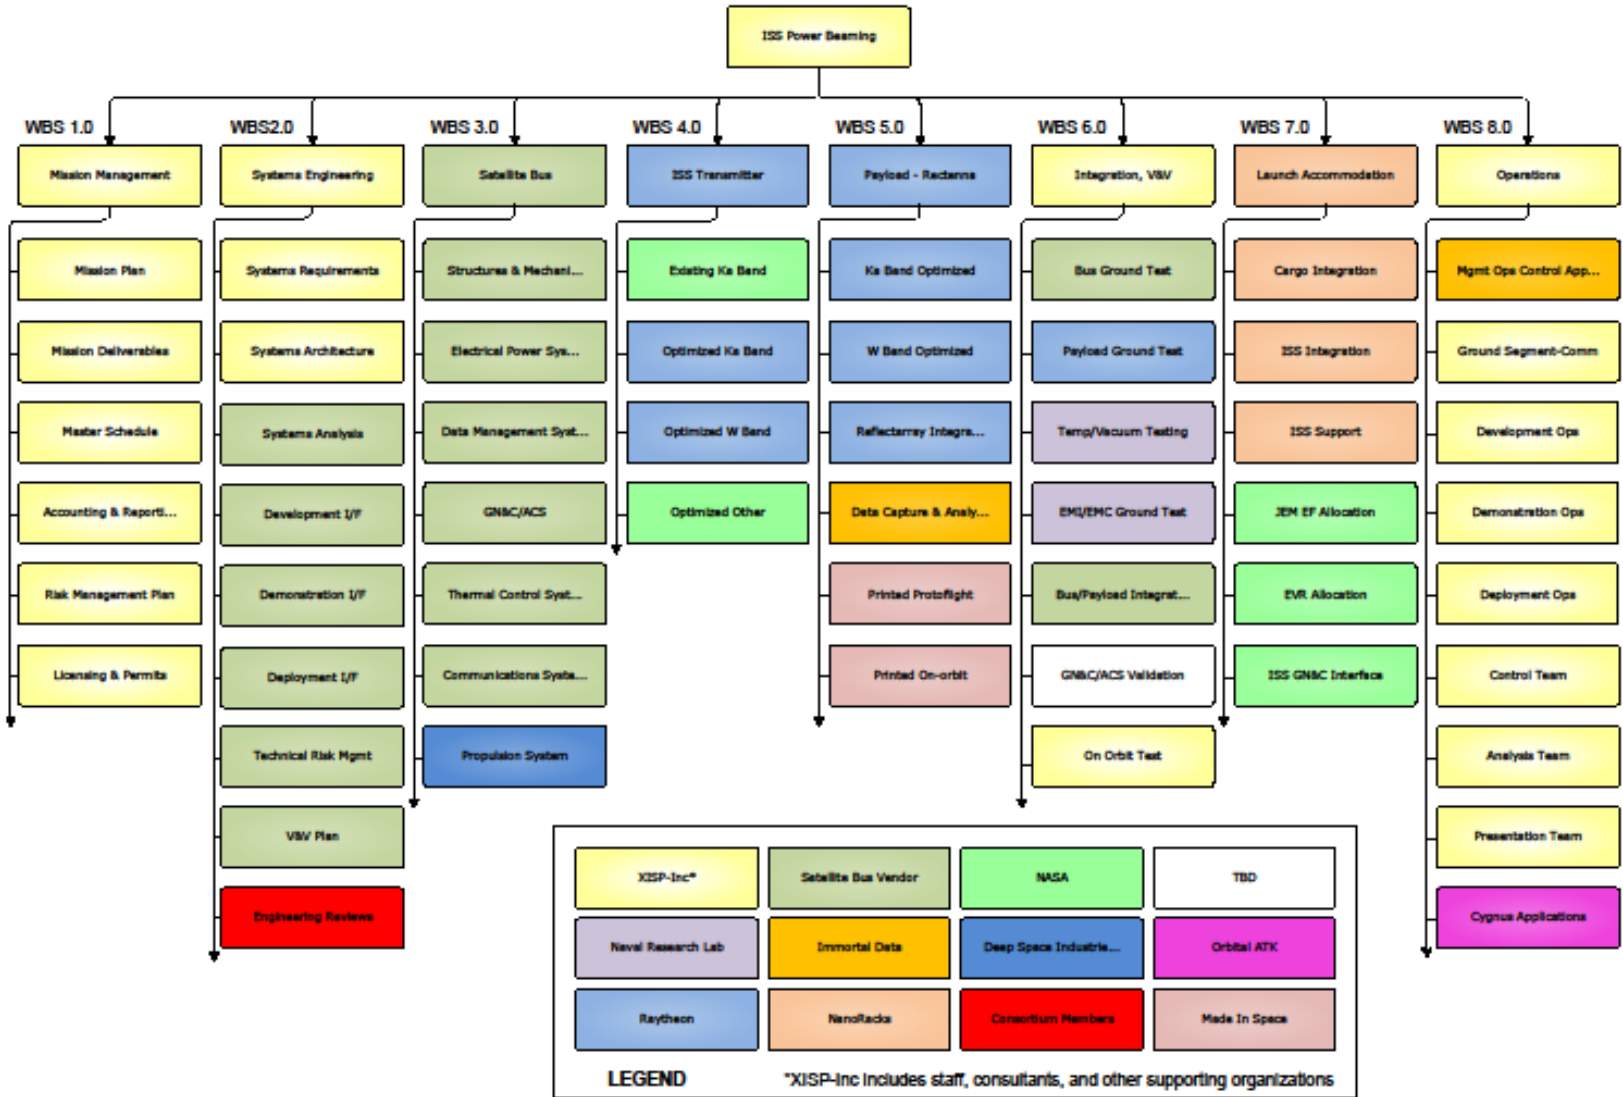 ISS Power Beaming
WBS 1.0
WBS2.0
WBS 3.0
WBS 4.0
WBS 5.0
WBS 6.0
WBS 7.0
WBS 8.0
Mission Management
Systems Engineering
Satellite Bus
ISS Transmitter
Payload - Rectenna
Integration, V&V
Launch Accommodation
Operations
Mission Plan
Mission Deliverables
Master Schedule
Accounting & Reporti...
Risk Management Plan
Licensing & Permits
Systems Requirements
Systems Architecture
Systems Analysis
Development I/F
Demonstration I/F
Deployment I/F
Technical Risk Mgmt
V&V Plan
Engineering Reviews
Structures & Mechani...
Electrical Power Sys...
Data Management Syst...
GN&C/ACS
Thermal Control Syst...
Communications Syste...
Propulsion System
Existing Ka Band
Optimized Ka Band
Optimized W Band
Optimized Other
Ka Band Optimized
W Band Optimized
Reflectarray Integra...
Data Capture & Analy...
Printed Protoflight
Printed On-orbit
Bus Ground Test
Payload Ground Test
Temp/Vacuum Testing
EMI/EMC Ground Test
Bus/Payload Integrat...
GN&C/ACS Validation
On Orbit Test
Cargo Integration
ISS Integration
ISS Support
JEM EF Allocation
EVR Allocation
ISS GN&C Interface
Mgmt Ops Control App...
Ground Segment-Comm
Development Ops
Demonstration Ops
Deployment Ops
Control Team
Analysis Team
Presentation Team
Cygnus Applications
XISP-Inc*
Satellite Bus Vendor
NASA
TBD
Naval Research Lab
Immortal Data
Deep Space Industrie...
Orbital ATK
Raytheon
NanoRacks
Consortium Members
Made In Space
LEGEND
*XISP-Inc includes staff, consultants, and other supporting organizations